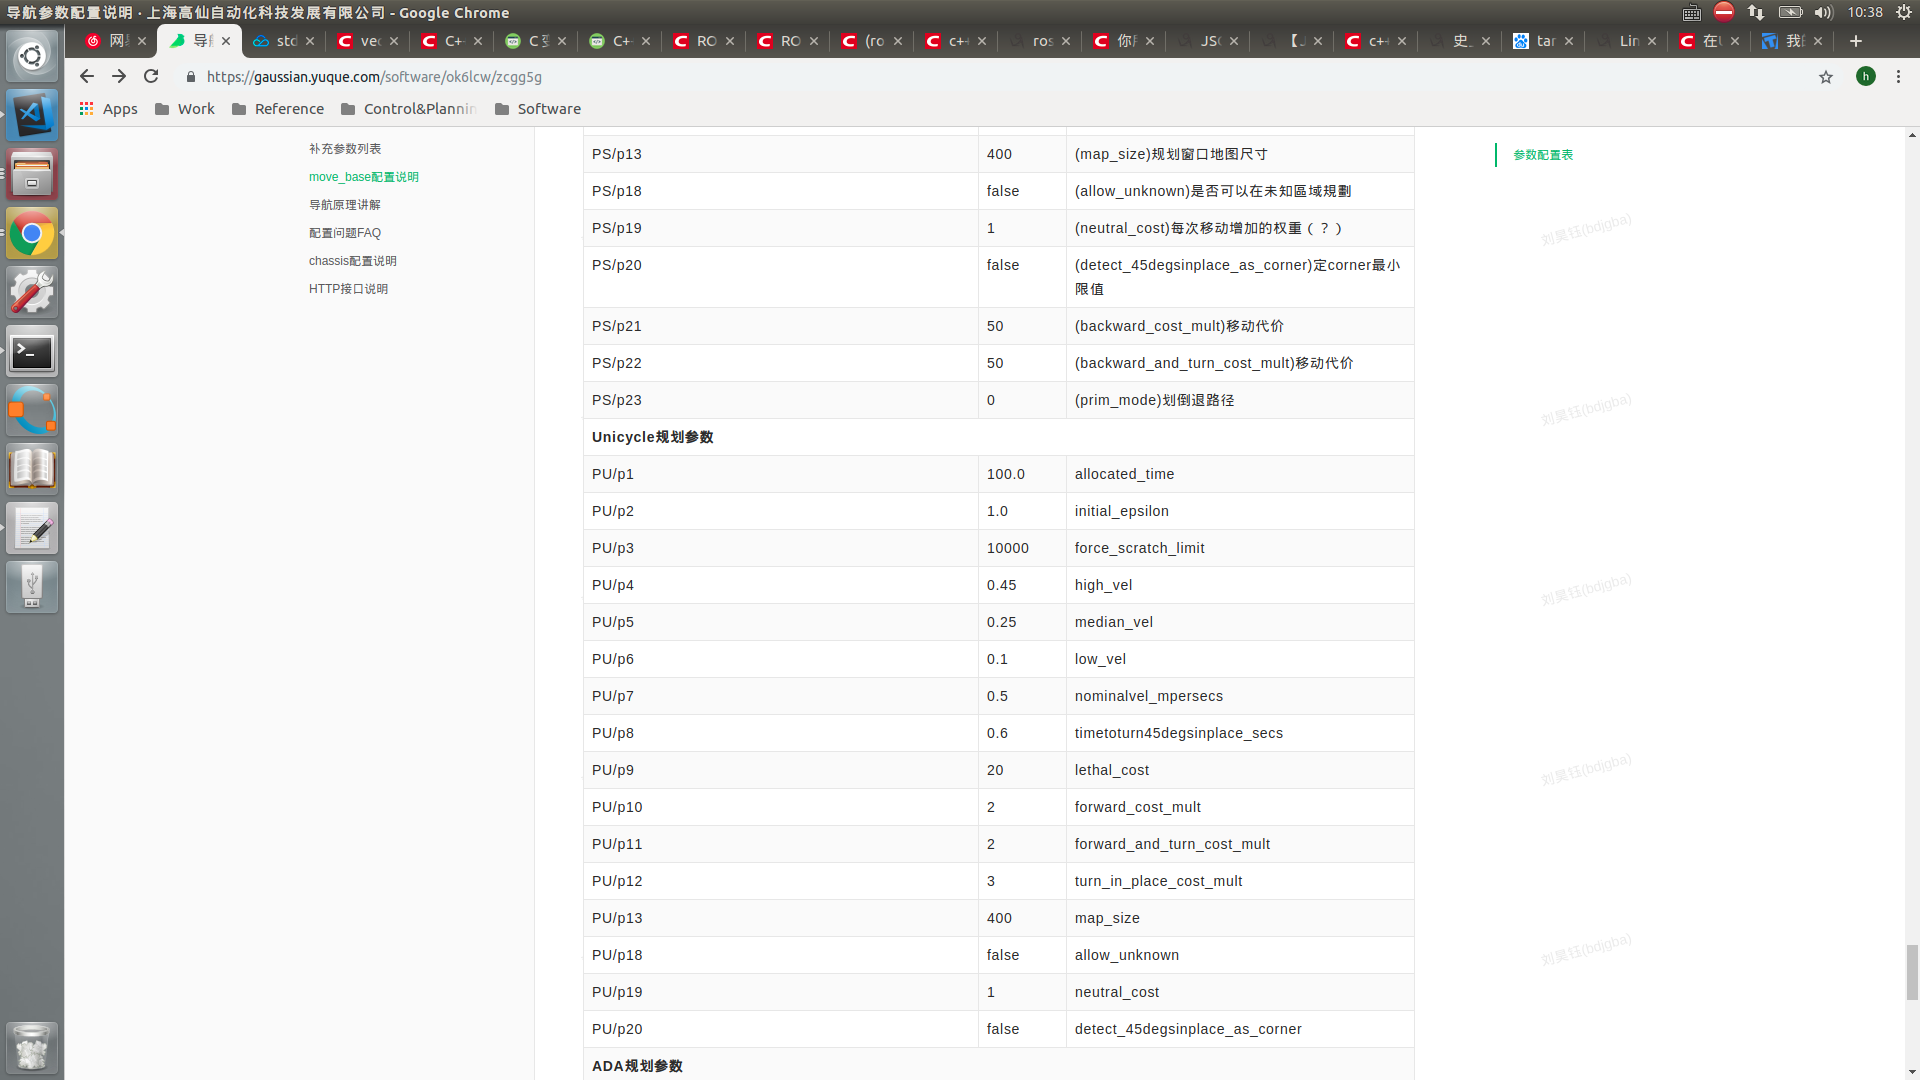 导航参数配置说明 · 上海高仙自动化科技发展有限公司 - Google Chrome
10:38
网易
导航
std
vec
C+
C 变
C+
RO
RO
(ro
c++
ros
你所
JSO
【J
c++
史上
tar
Lin
在U
我的
https://gaussian.yuque.com/software/ok6lcw/zcgg5g
h
Apps
Work
Reference
Control&Plannin
Software
补充参数列表
move_base配置说明
导航原理讲解
配置问题FAQ
chassis配置说明
HTTP接口说明
PS/p13 400 (map_size)规划窗口地图尺寸
PS/p18 false (allow_unknown)是否可以在未知區域規劃
PS/p19 1 (neutral_cost)每次移动增加的权重（？）
PS/p20 false (detect_45degsinplace_as_corner)定corner最小
限值
PS/p21 50 (backward_cost_mult)移动代价
PS/p22 50 (backward_and_turn_cost_mult)移动代价
PS/p23 0 (prim_mode)划倒退路径
Unicycle规划参数
PU/p1 100.0 allocated_time
PU/p2 1.0 initial_epsilon
PU/p3 10000 force_scratch_limit
PU/p4 0.45 high_vel
PU/p5 0.25 median_vel
PU/p6 0.1 low_vel
PU/p7 0.5 nominalvel_mpersecs
PU/p8 0.6 timetoturn45degsinplace_secs
PU/p9 20 lethal_cost
PU/p10 2 forward_cost_mult
PU/p11 2 forward_and_turn_cost_mult
PU/p12 3 turn_in_place_cost_mult
PU/p13 400 map_size
PU/p18 false allow_unknown
PU/p19 1 neutral_cost
PU/p20 false detect_45degsinplace_as_corner
ADA规划参数
参数配置表
刘昊钰(bdjgba)
刘昊钰(bdjgba)
刘昊钰(bdjgba)
刘昊钰(bdjgba)
刘昊钰(bdjgba)